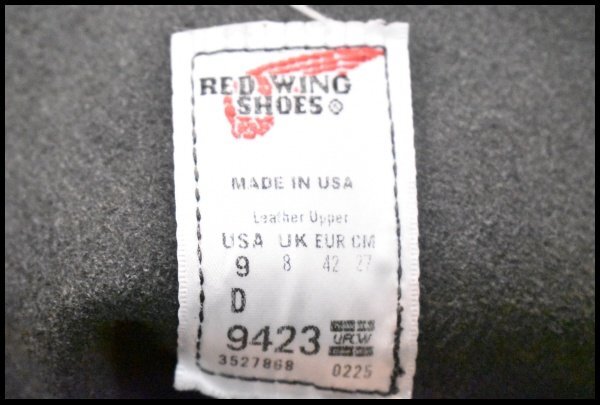 RED WING
SHOES
MADE IN USA
Leather Upper
USA UK EUR CM
9 8 42 27
D
9423
3527868 0225